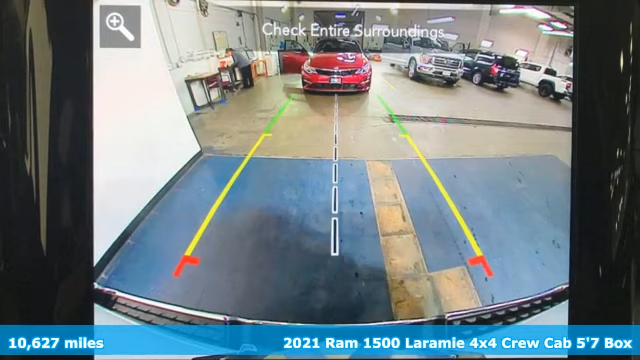 Check Entire Surroundings
10,627 miles
2021 Ram 1500 Laramie 4x4 Crew Cab 5'7 Box